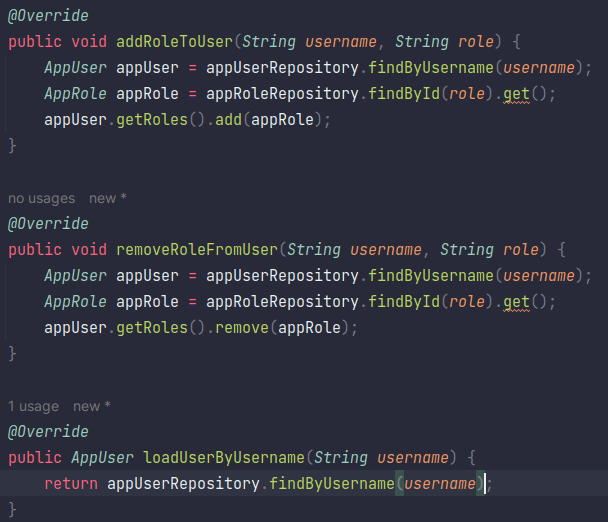 @Override
public void addRoleToUser(String username, String role) {
    AppUser appUser = appUserRepository.findByUsername(username);
    AppRole appRole = appRoleRepository.findById(role).get();
    appUser.getRoles().add(appRole);
}
no usages   new *
@Override
public void removeRoleFromUser(String username, String role) {
    AppUser appUser = appUserRepository.findByUsername(username);
    AppRole appRole = appRoleRepository.findById(role).get();
    appUser.getRoles().remove(appRole);
}
1 usage   new *
@Override
public AppUser loadUserByUsername(String username) {
    return appUserRepository.findByUsername(username);
}